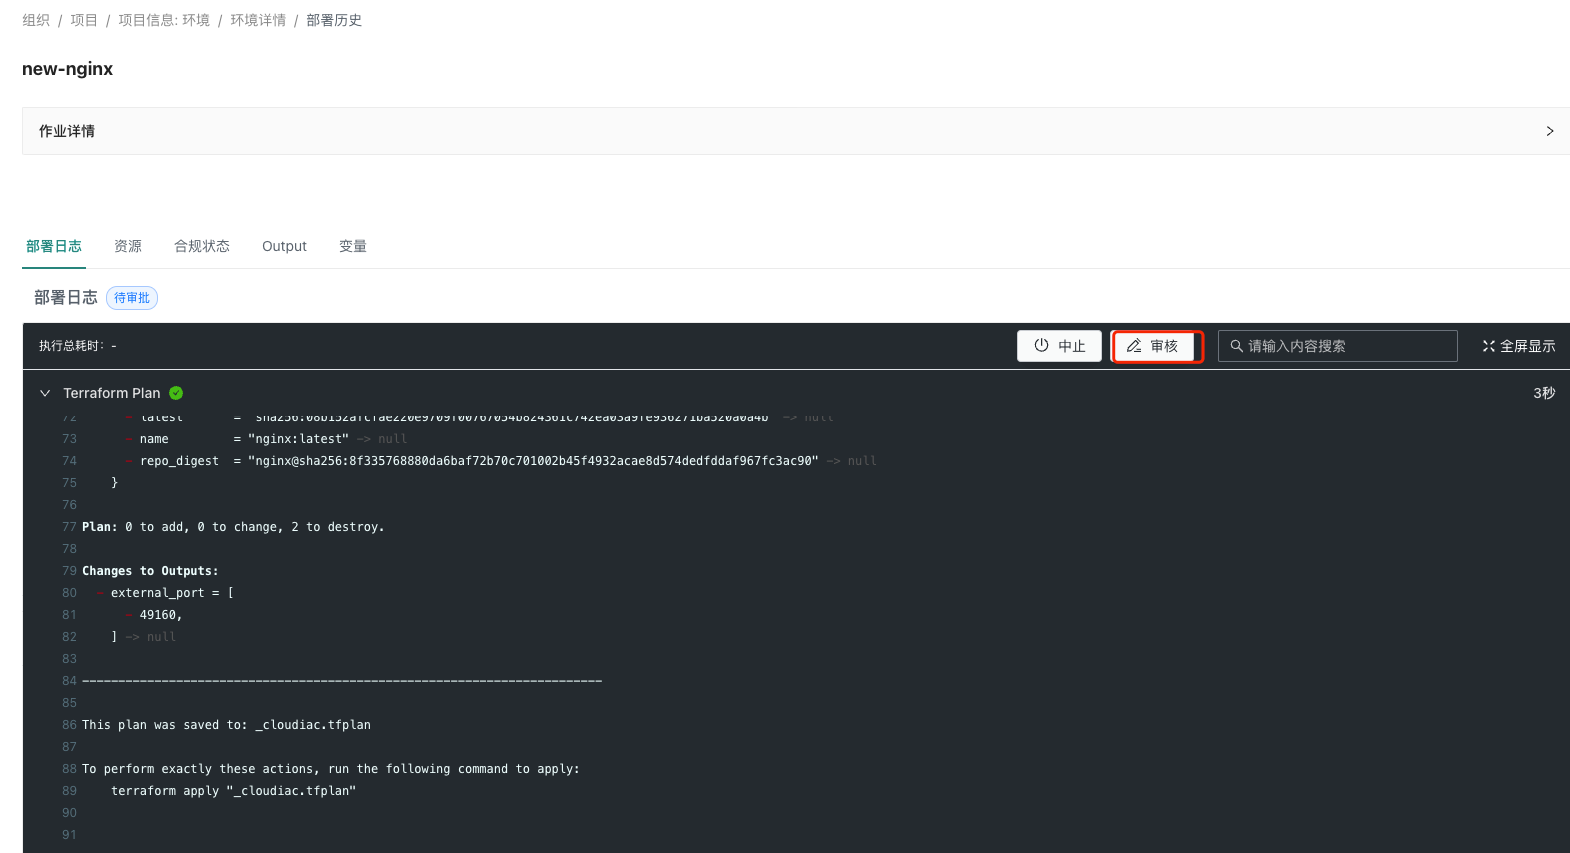 组织 / 项目 / 项目信息: 环境 / 环境详情 / 部署历史
new-nginx
作业详情
部署日志 资源 合规状态 Output 变量
部署日志 待审批
执行总耗时: - 中止 审核 请输入内容搜索 全屏显示
Terraform Plan 3秒
72 - latest =
73 - name = "nginx:latest" -> null
74 - repo_digest = "nginx@sha256:8f335768880da6baf72b70c701002b45f4932acae8d574dedfddaf967fc3ac90" -> null
75 }
76
77 Plan: 0 to add, 0 to change, 2 to destroy.
78
79 Changes to Outputs:
80 - external_port = [
81 - 49160,
82 ] -> null
83
84 ------------------------------------------------------------------------
85
86 This plan was saved to: _cloudiac.tfplan
87
88 To perform exactly these actions, run the following command to apply:
89 terraform apply "_cloudiac.tfplan"
90
91